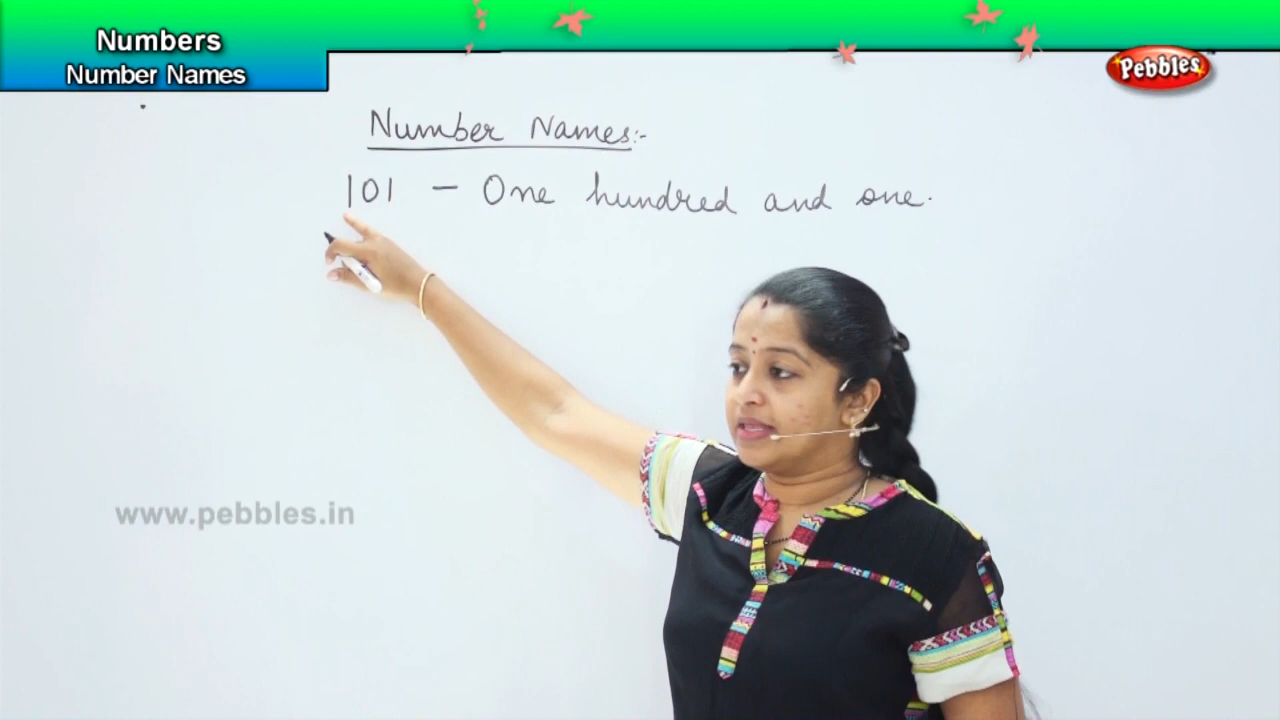 Numbers
Number Names
Pebbles
Number Names:-
101 - One hundred and one.
www.pebbles.in